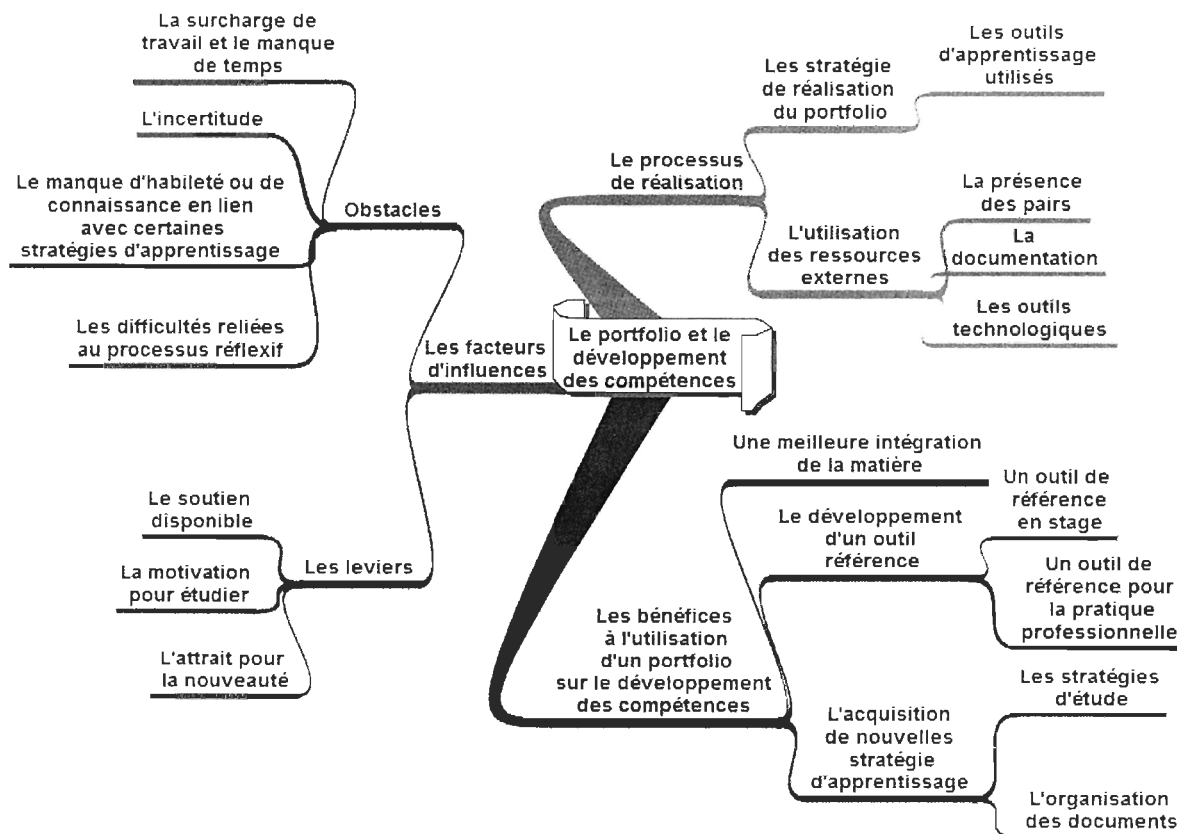 La surcharge de
travail et le manque
de temps
L'incertitude
Le manque d'habileté ou de
connaissance en lien
avec certaines
stratégies d'apprentissage
Les difficultés reliées
au processus réflexif
Obstacles
Les facteurs
d'influences
Le soutien
disponible
La motivation
pour étudier
L'attrait pour
la nouveauté
Les leviers
Le portfolio et le
développement
des compétences
Le processus
de réalisation
Les stratégie
de réalisation
du portfolio
Les outils
d'apprentissage
utilisés
L'utilisation
des ressources
externes
La présence
des pairs
La
documentation
Les outils
technologiques
Les bénéfices
à l'utilisation
d'un portfolio
sur le développement
des compétences
Une meilleure intégration
de la matière
Le développement
d'un outil
référence
Un outil de
référence
en stage
Un outil de
référence pour
la pratique
professionnelle
L'acquisition
de nouvelles
stratégie
d'apprentissage
Les stratégies
d'étude
L'organisation
des documents